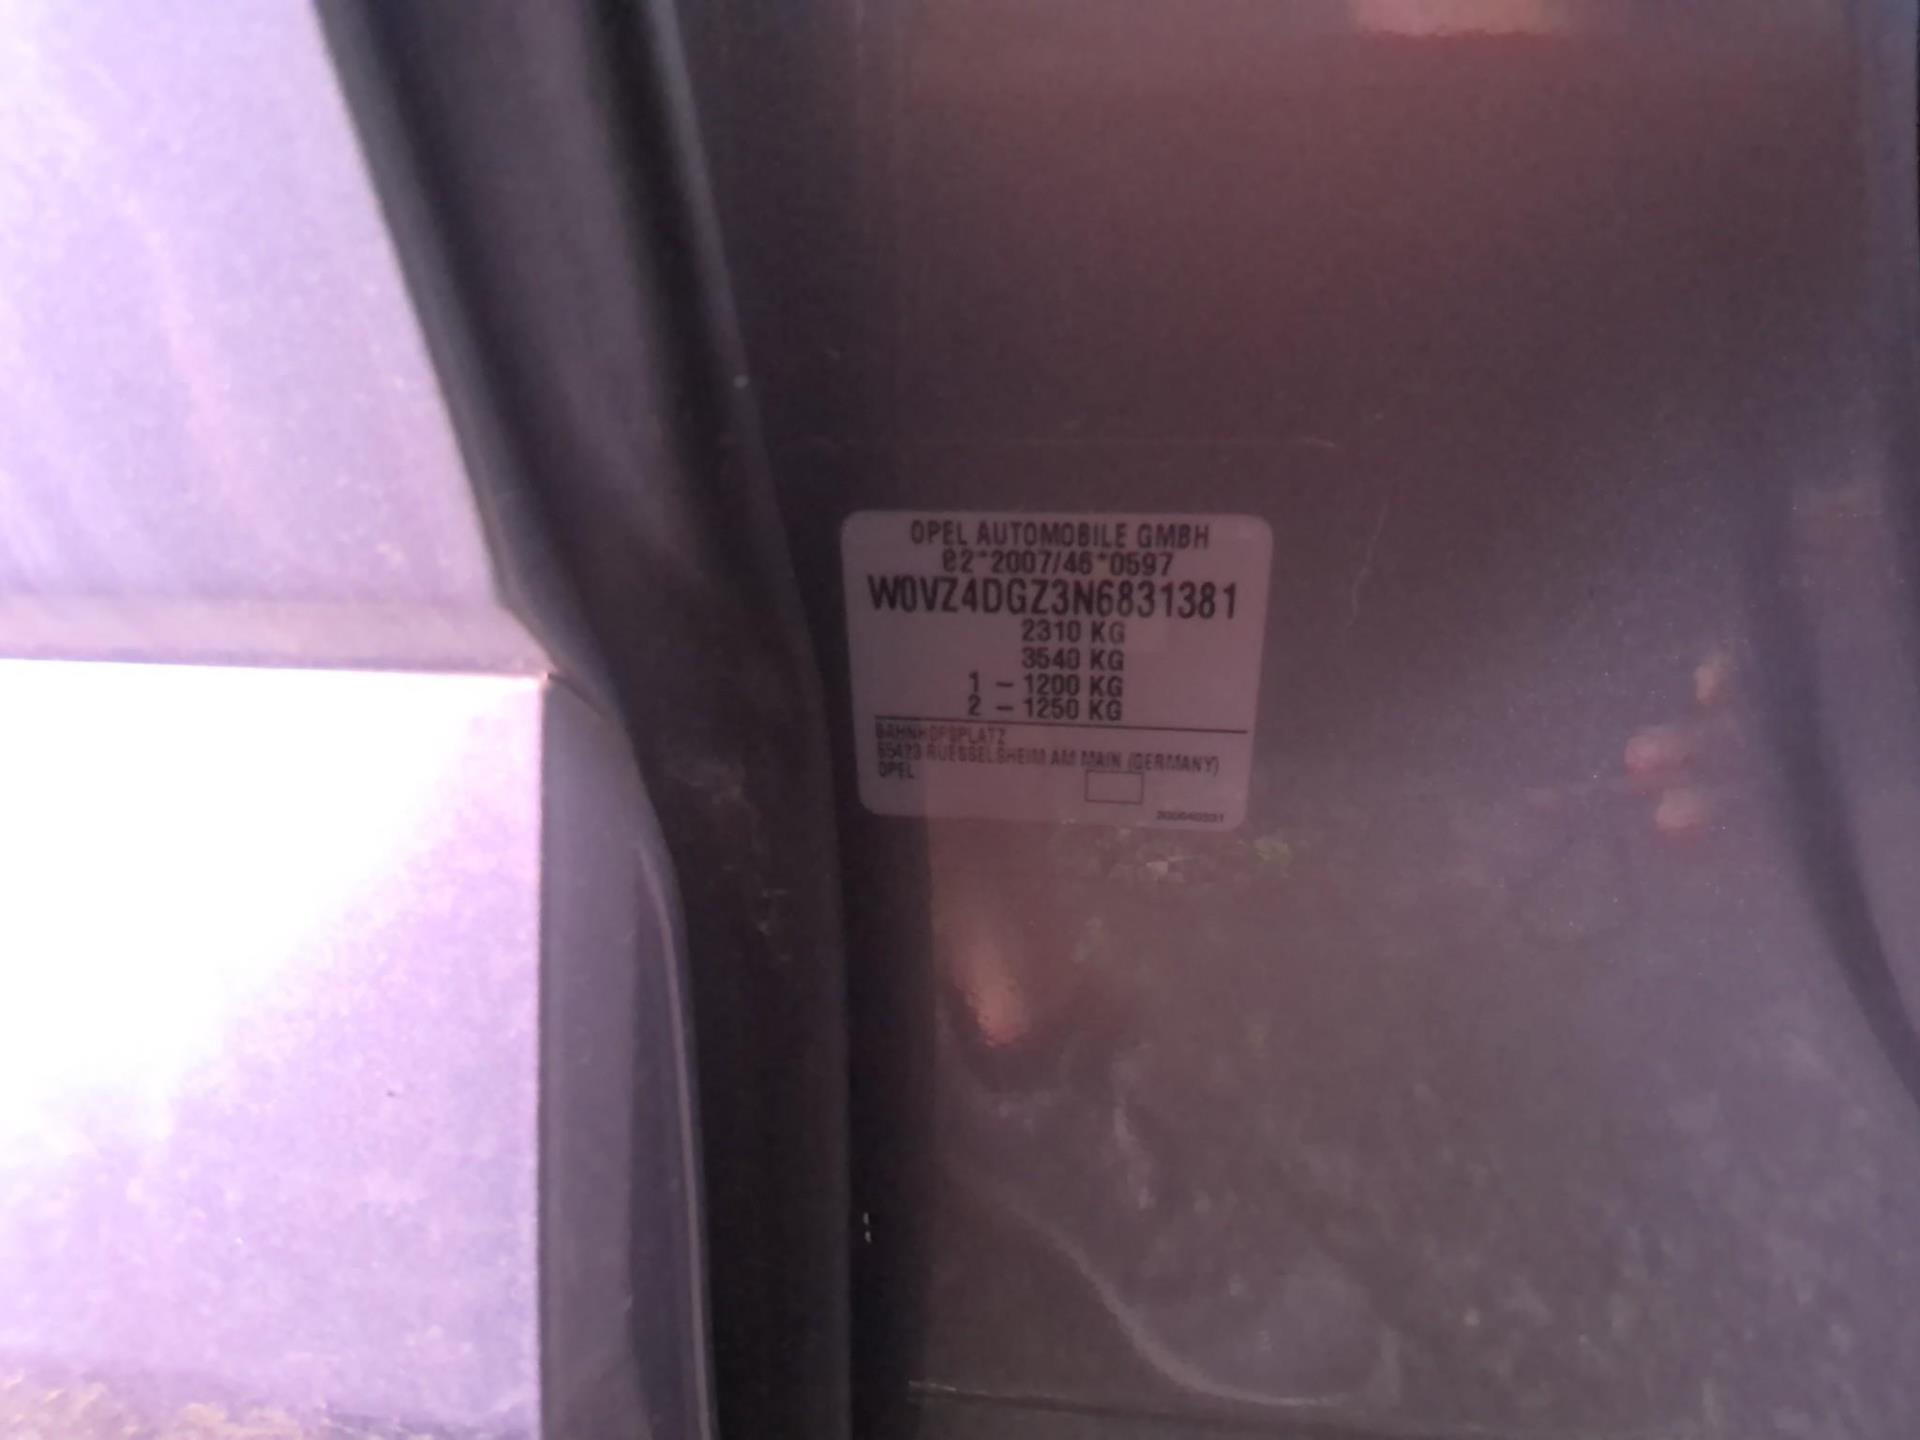 OPEL AUTOMOBILE GMBH
e2*2007/46*0597
W0VZ4DGZ3N6831381
2310 KG
3540 KG
1 - 1200 KG
2 - 1250 KG
BAHNHOFSPLATZ
65423 RUESSELSHEIM AM MAIN (GERMANY)
OPEL